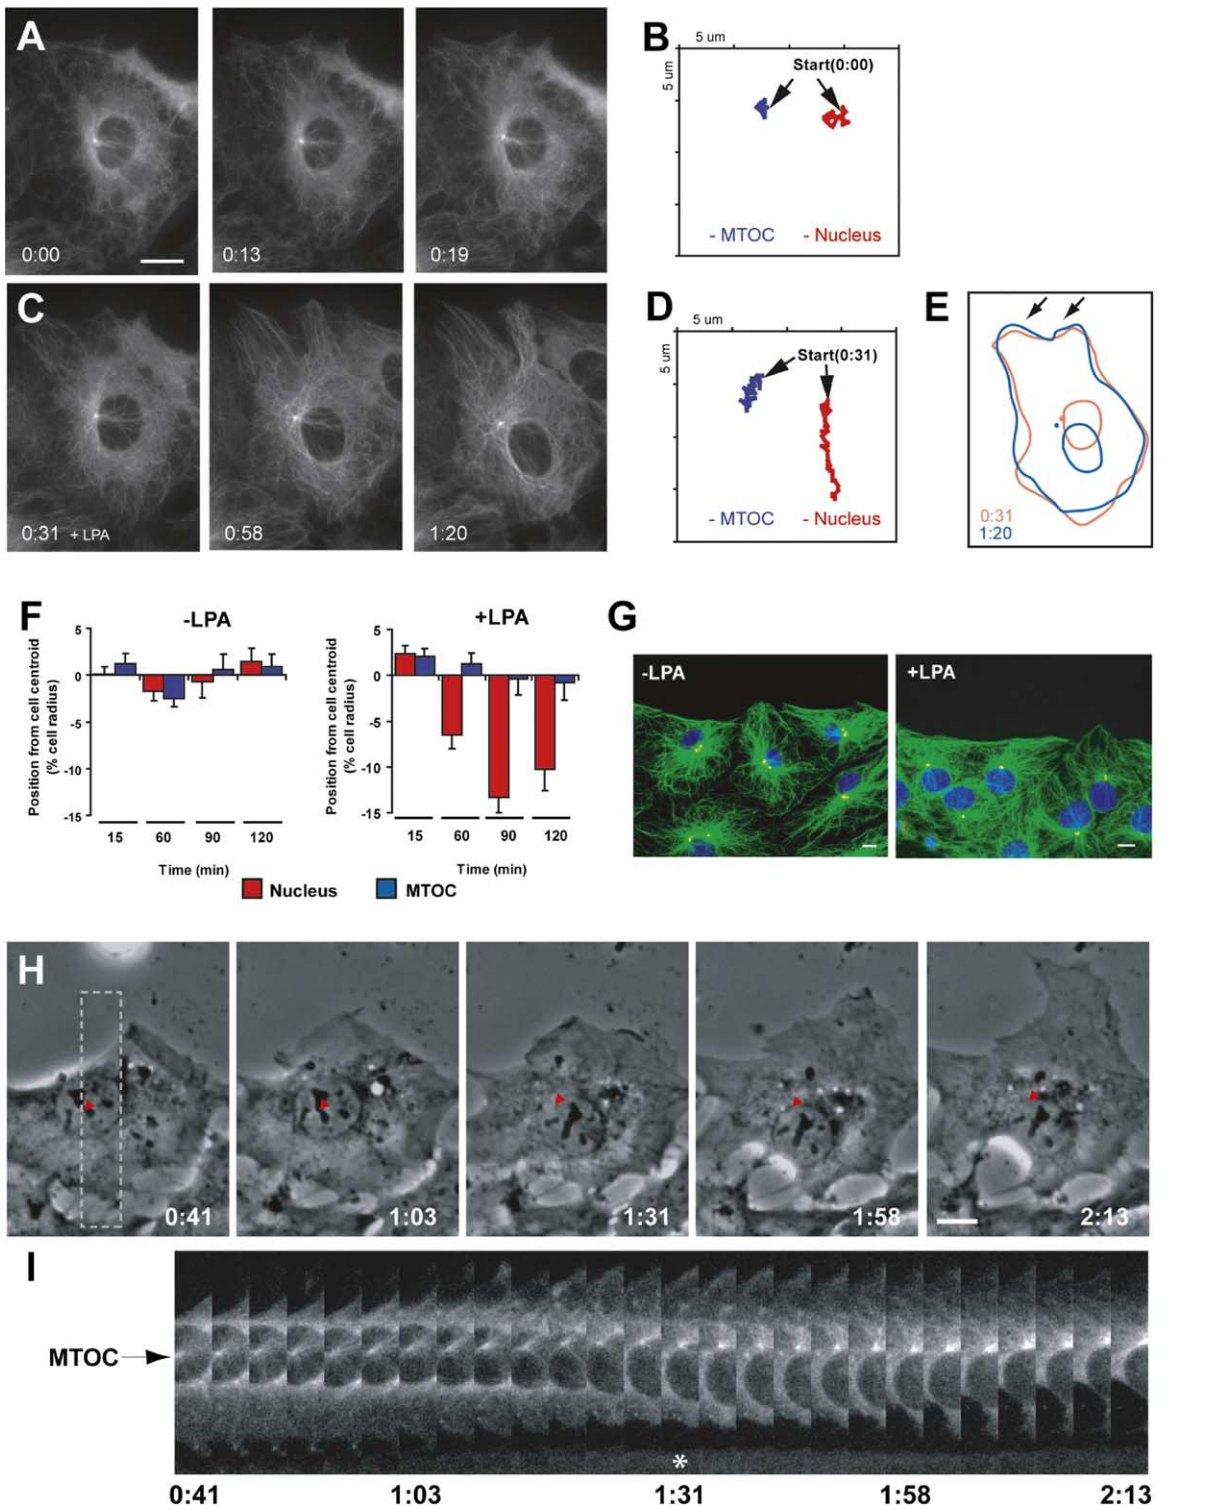 A
0:00
0:13
0:19
B
5 um
5 um
Start(0:00)
- MTOC - Nucleus
C
0:31 + LPA
0:58
1:20
D
5 um
5 um
Start(0:31)
- MTOC - Nucleus
E
0:31
1:20
F
-LPA
Position from cell centroid
(% cell radius)
5
0
-5
-10
-15
15 60 90 120
Time (min)
+LPA
Position from cell centroid
(% cell radius)
5
0
-5
-10
-15
15 60 90 120
Time (min)
Nucleus MTOC
G
-LPA
+LPA
H
0:41
1:03
1:31
1:58
2:13
I
MTOC
*
0:41 1:03 1:31 1:58 2:13